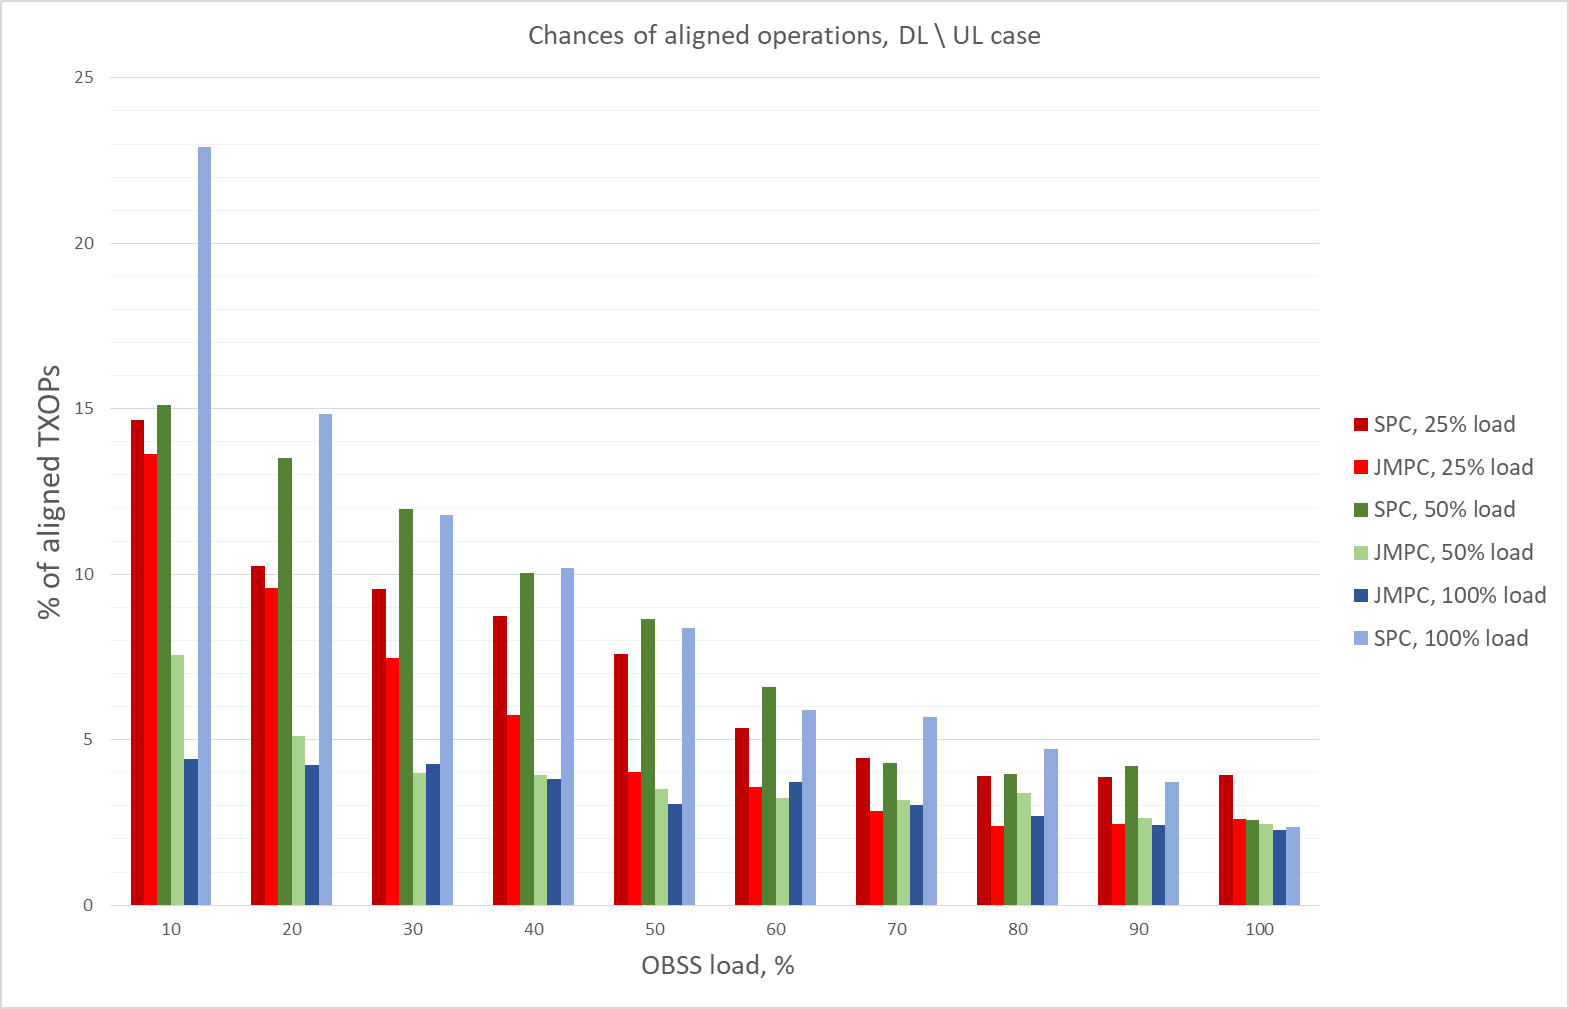 Chances of aligned operations, DL \ UL case
25
20
15
10
5
0
% of aligned TXOPs
10 20 30 40 50 60 70 80 90 100
OBSS load, %
SPC, 25% load
JMPC, 25% load
SPC, 50% load
JMPC, 50% load
JMPC, 100% load
SPC, 100% load